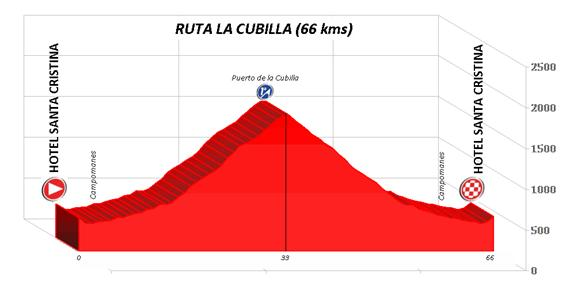 RUTA LA CUBILLA (66 kms)
Puerto de la Cubilla
HOTEL SANTA CRISTINA
Campomanes
Campomanes
HOTEL SANTA CRISTINA
2500
2000
1500
1000
500
0
0
33
66